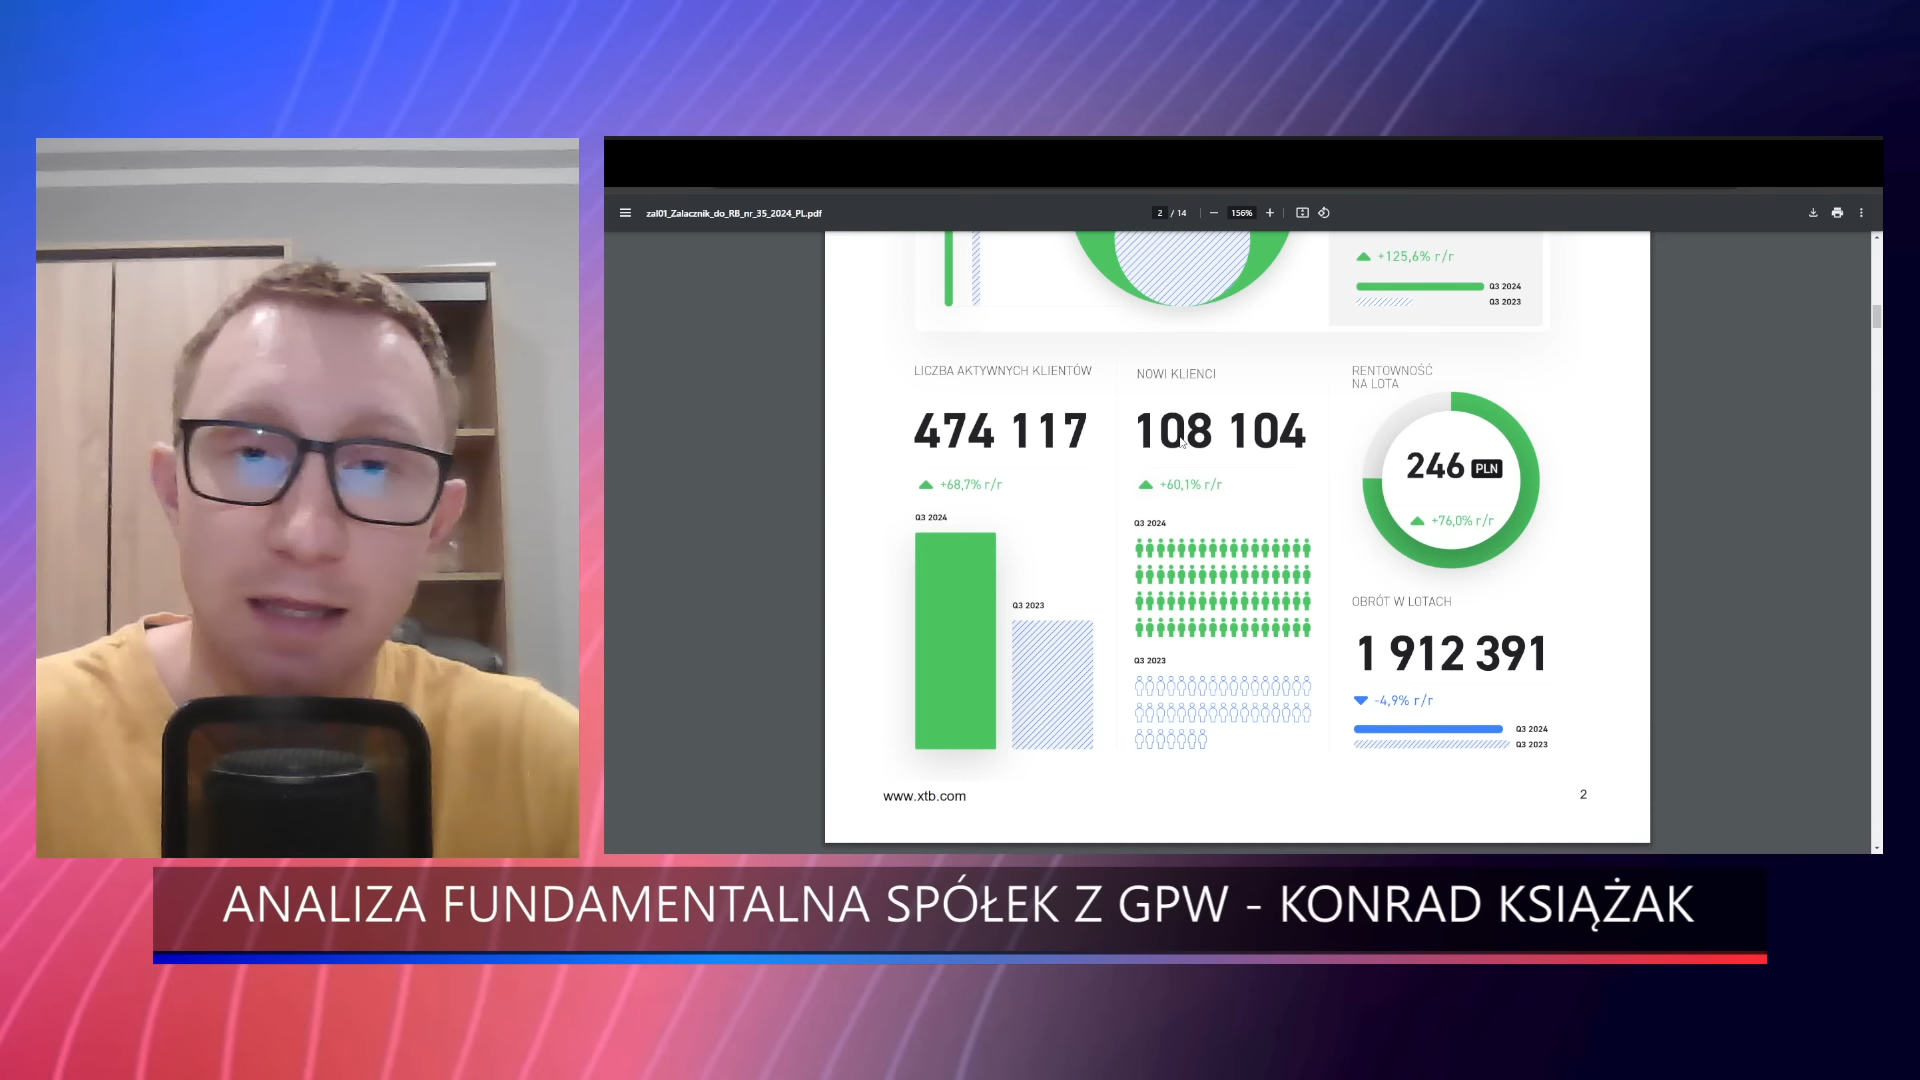 zal01_Zalacznik_do_RB_nr_35_2024_PL.pdf
2 / 14
156%
+125,6% r/r
Q3 2024
Q3 2023
LICZBA AKTYWNYCH KLIENTÓW
474 117
+68,7% r/r
Q3 2024
Q3 2023
NOWI KLIENCI
108 104
+60,1% r/r
Q3 2024
Q3 2023
RENTOWNOŚĆ
NA LOTA
246 PLN
+76,0% r/r
OBRÓT W LOTACH
1 912 391
-4,9% r/r
Q3 2024
Q3 2023
www.xtb.com
2
ANALIZA FUNDAMENTALNA SPÓŁEK Z GPW - KONRAD KSIĄŻAK